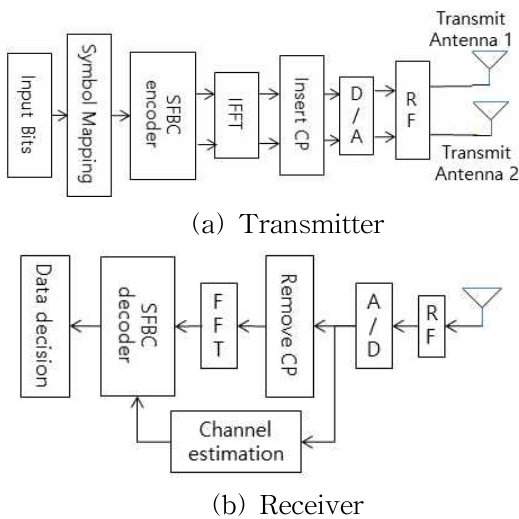 Transmit
Antenna 1
Input Bits
Symbol Mapping
SFBC
encoder
IFFT
Insert CP
D
/
A
R
F
Transmit
Antenna 2
(a) Transmitter
Data decision
SFBC
decoder
F
F
T
Remove CP
A
/
D
R
F
Channel
estimation
(b) Receiver